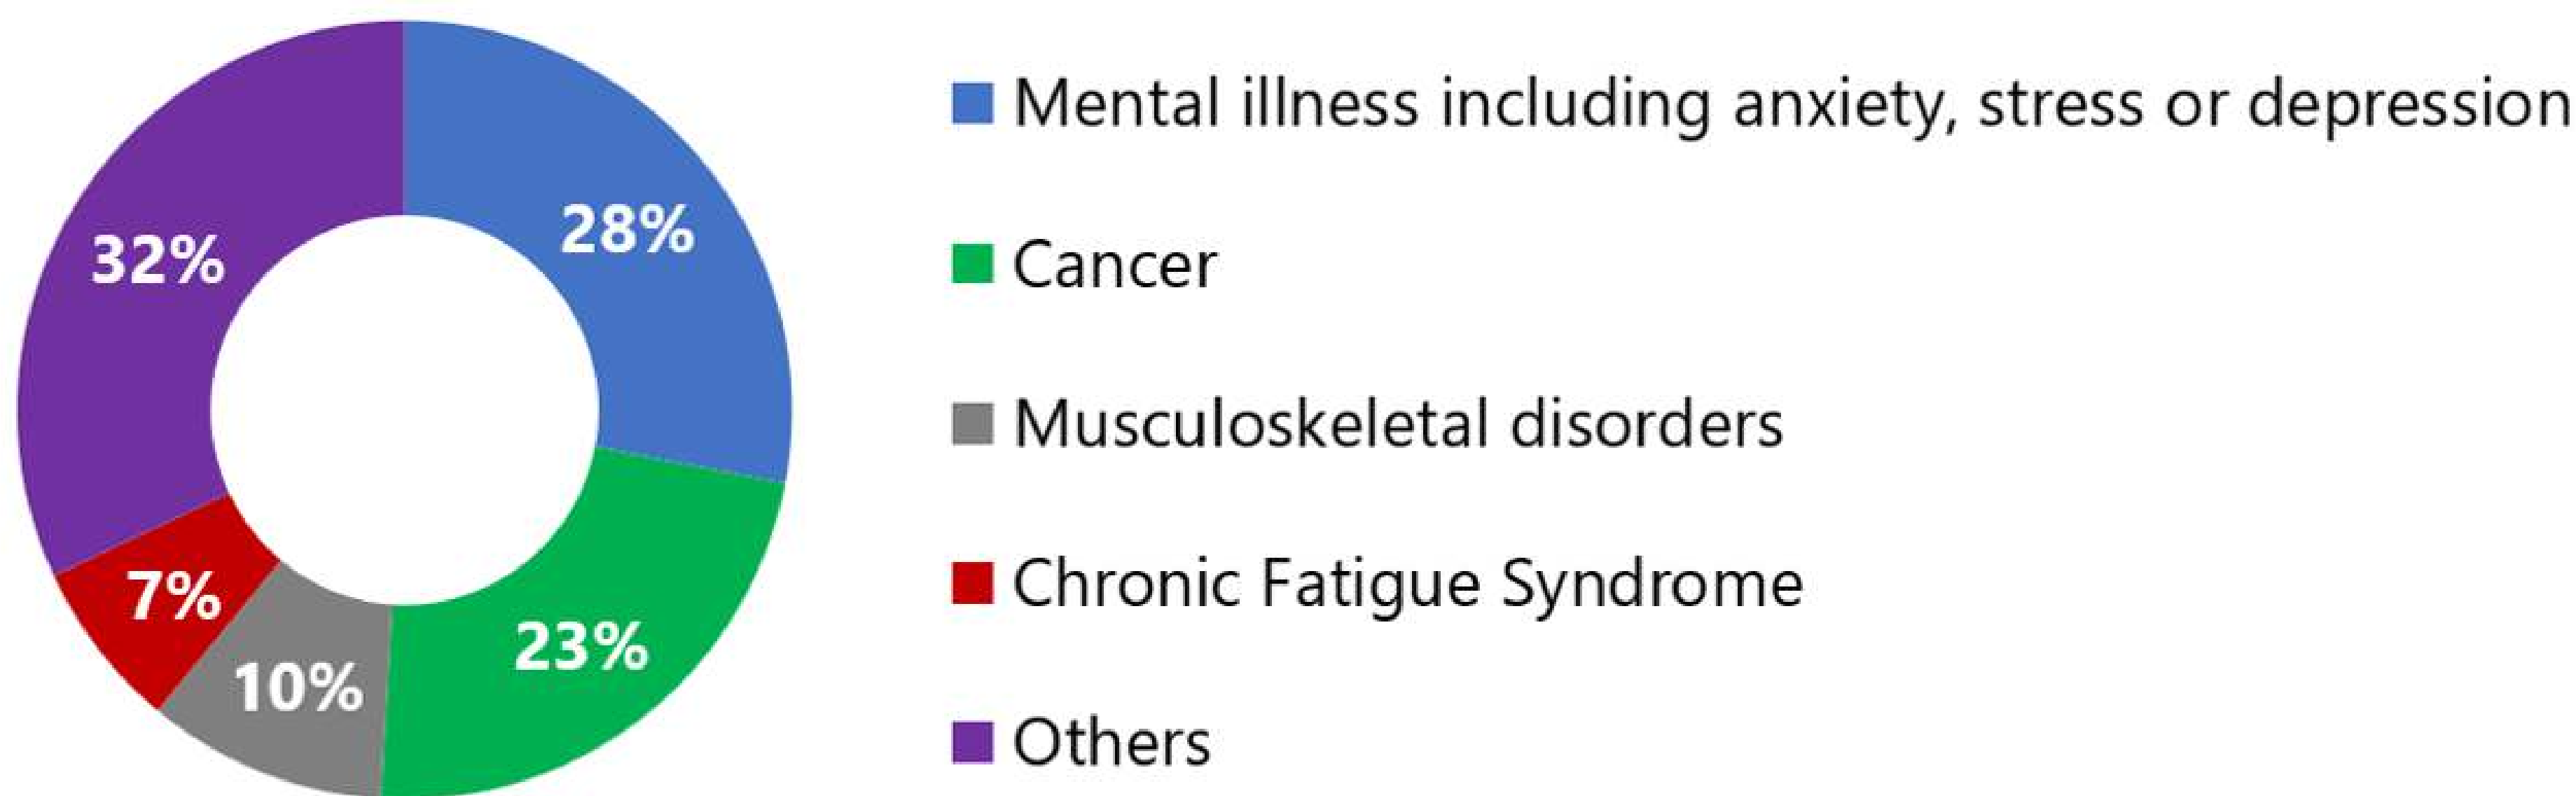 28%
32%
23%
10%
7%
Mental illness including anxiety, stress or depression
Cancer
Musculoskeletal disorders
Chronic Fatigue Syndrome
Others